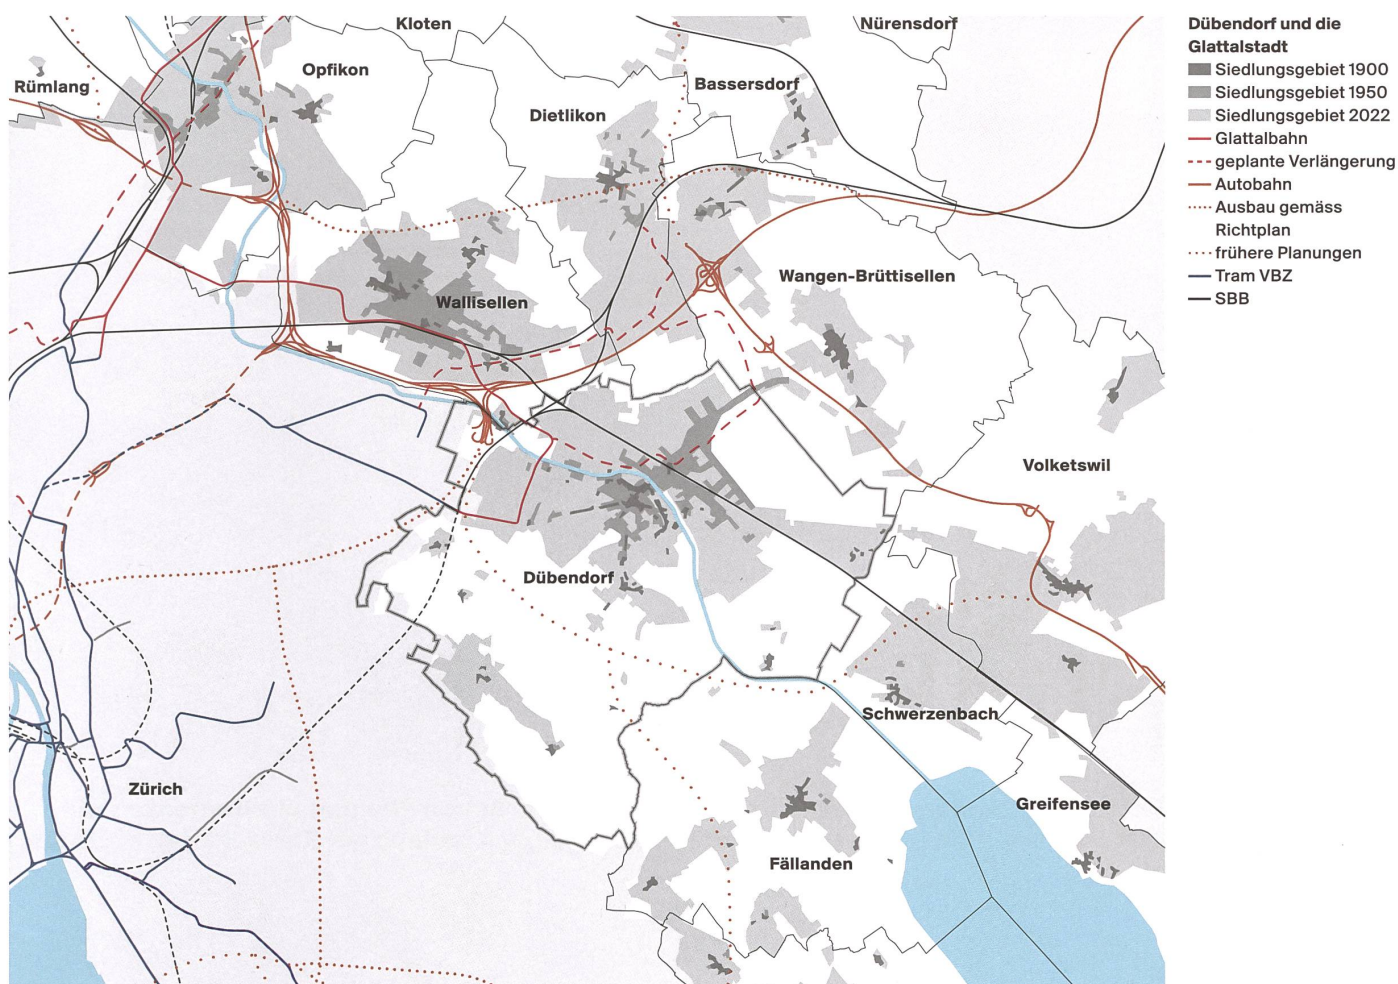 Kloten
Nürensdorf
Rümlang
Opfikon
Bassersdorf
Dietlikon
Wangen-Brüttisellen
Wallisellen
Volketswil
Dübendorf
Schwerzenbach
Zürich
Greifensee
Fällanden
Dübendorf und die
Glattalstadt
Siedlungsgebiet 1900
Siedlungsgebiet 1950
Siedlungsgebiet 2022
Glattalbahn
geplante Verlängerung
Autobahn
Ausbau gemäss
Richtplan
frühere Planungen
Tram VBZ
SBB